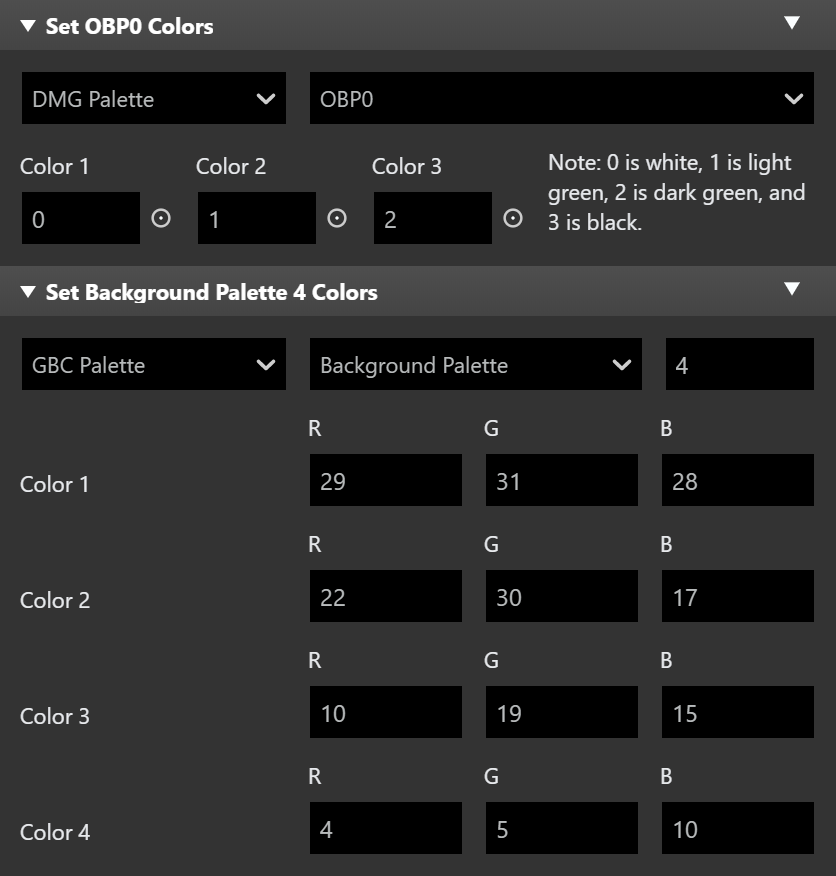 Set OBP0 Colors
DMG Palette
OBP0
Color 1
Color 2
Color 3
0
1
2
Note: 0 is white, 1 is light
green, 2 is dark green, and
3 is black.
Set Background Palette 4 Colors
GBC Palette
Background Palette
4
R G B
Color 1
29
31
28
R G B
Color 2
22
30
17
R G B
Color 3
10
19
15
R G B
Color 4
4
5
10